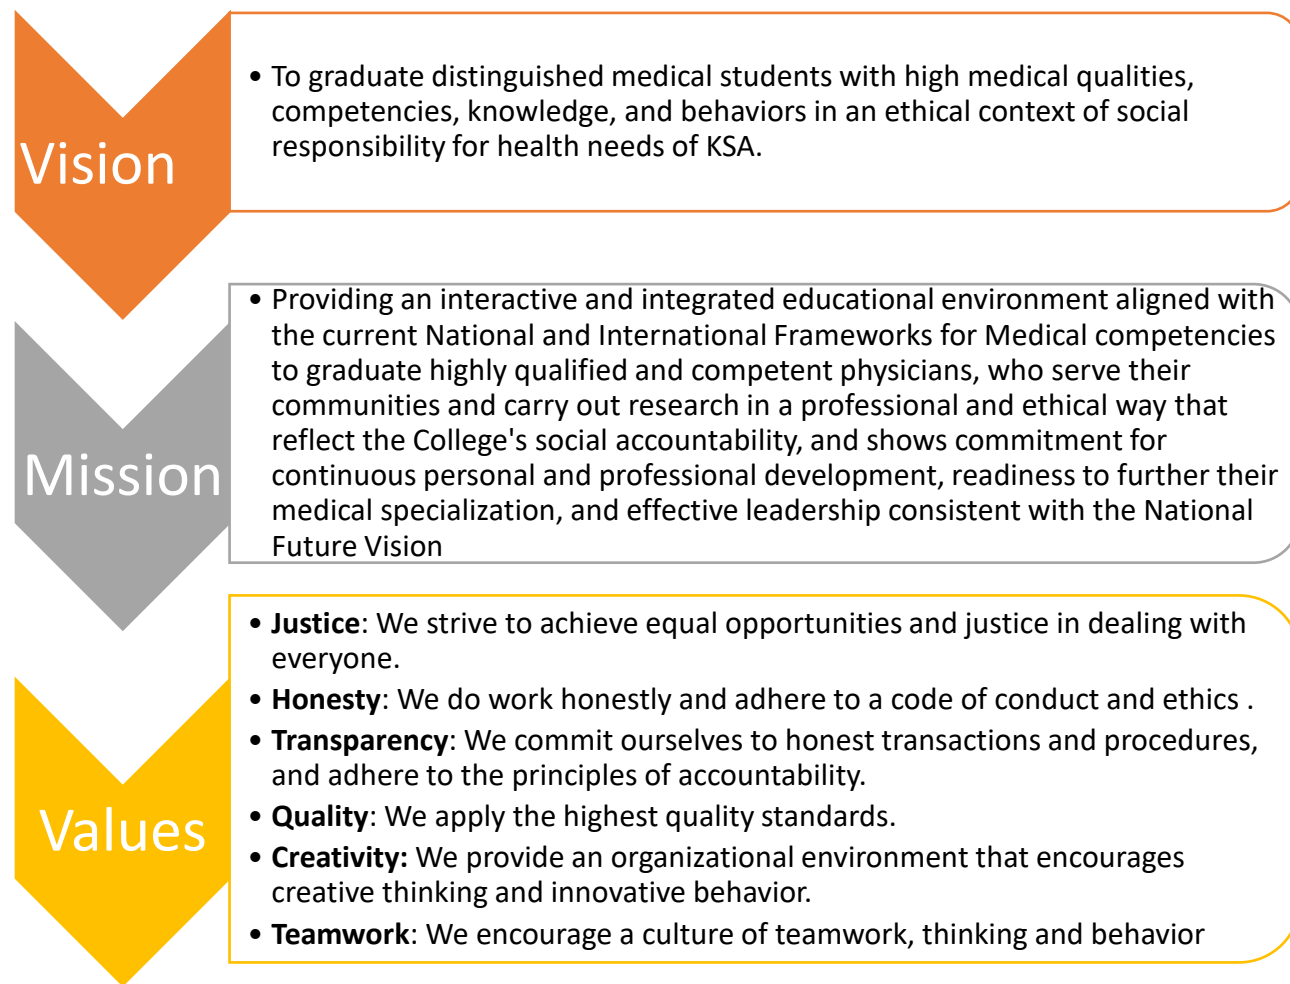 Vision
• To graduate distinguished medical students with high medical qualities,
competencies, knowledge, and behaviors in an ethical context of social
responsibility for health needs of KSA.
Mission
• Providing an interactive and integrated educational environment aligned with
the current National and International Frameworks for Medical competencies
to graduate highly qualified and competent physicians, who serve their
communities and carry out research in a professional and ethical way that
reflect the College's social accountability, and shows commitment for
continuous personal and professional development, readiness to further their
medical specialization, and effective leadership consistent with the National
Future Vision
Values
• Justice: We strive to achieve equal opportunities and justice in dealing with
everyone.
• Honesty: We do work honestly and adhere to a code of conduct and ethics .
• Transparency: We commit ourselves to honest transactions and procedures,
and adhere to the principles of accountability.
• Quality: We apply the highest quality standards.
• Creativity: We provide an organizational environment that encourages
creative thinking and innovative behavior.
• Teamwork: We encourage a culture of teamwork, thinking and behavior